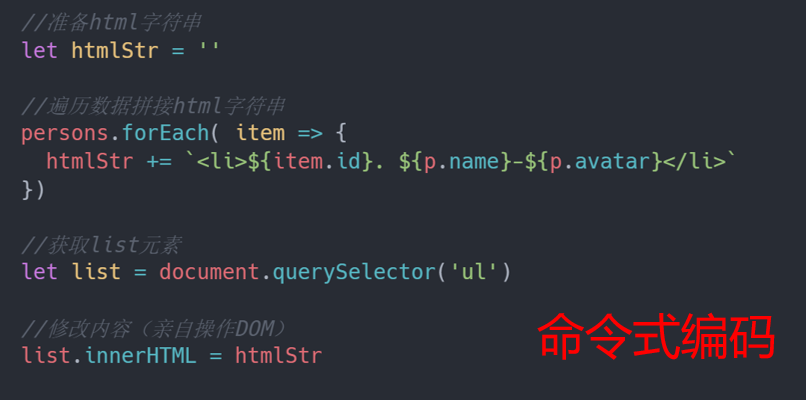 //准备html字符串
let htmlStr = ''
//遍历数据拼接html字符串
persons.forEach( item => {
  htmlStr += `<li>${item.id}. ${p.name}-${p.avatar}</li>`
})
//获取list元素
let list = document.querySelector('ul')
//修改内容（亲自操作DOM）
list.innerHTML = htmlStr
命令式编码